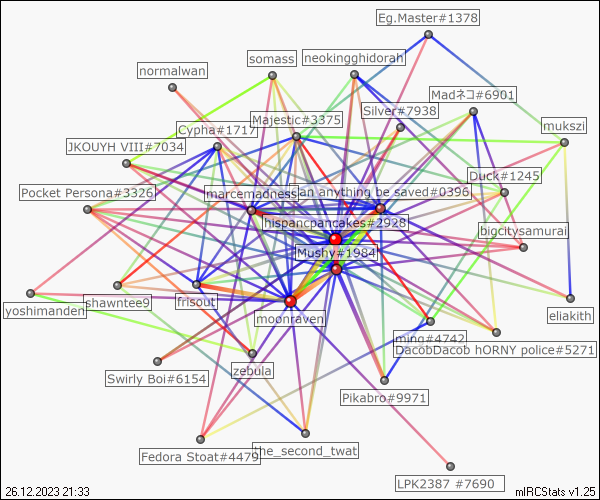 Eg.Master#1378
somass
neokingghidorah
normalwan
Madネコ#6901
Silver#7938
Majestic#3375
Cypha#1717
mukszi
JKOUYH VIII#7034
Duck#1245
Pocket Persona#3326
marcemadness
an anything be saved#0396
hispancpancakes#2928
bigcitysamurai
Mushy#1984
yoshimanden
shawntee9
frisout
eliakith
moonraven
ming#4742
DacobDacob hORNY police#5271
zebula
Swirly Boi#6154
Pikabro#9971
Fedora Stoat#4479
the_second_twat
LPK2387 #7690
26.12.2023 21:33
mIRCStats v1.25